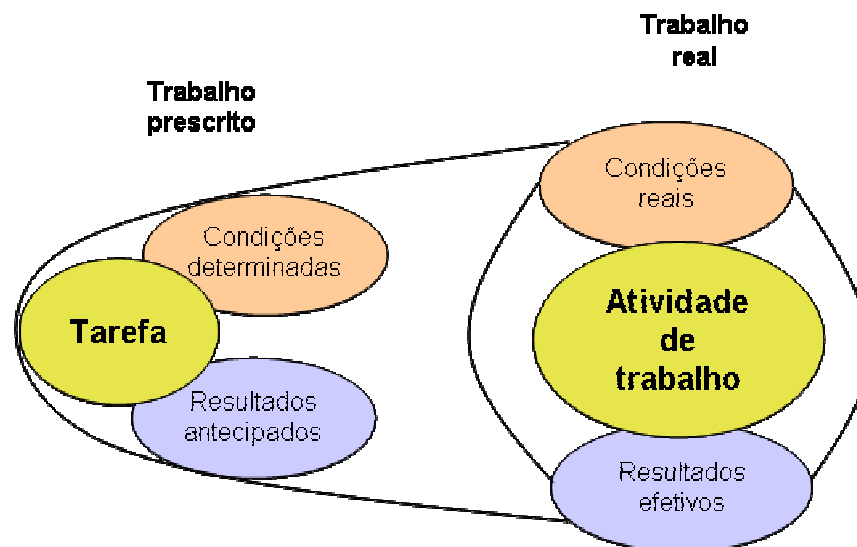 Trabalho
prescrito
Condições
determinadas
Tarefa
Resultados
antecipados
Trabalho
real
Condições
reais
Atividade
de
trabalho
Resultados
efetivos